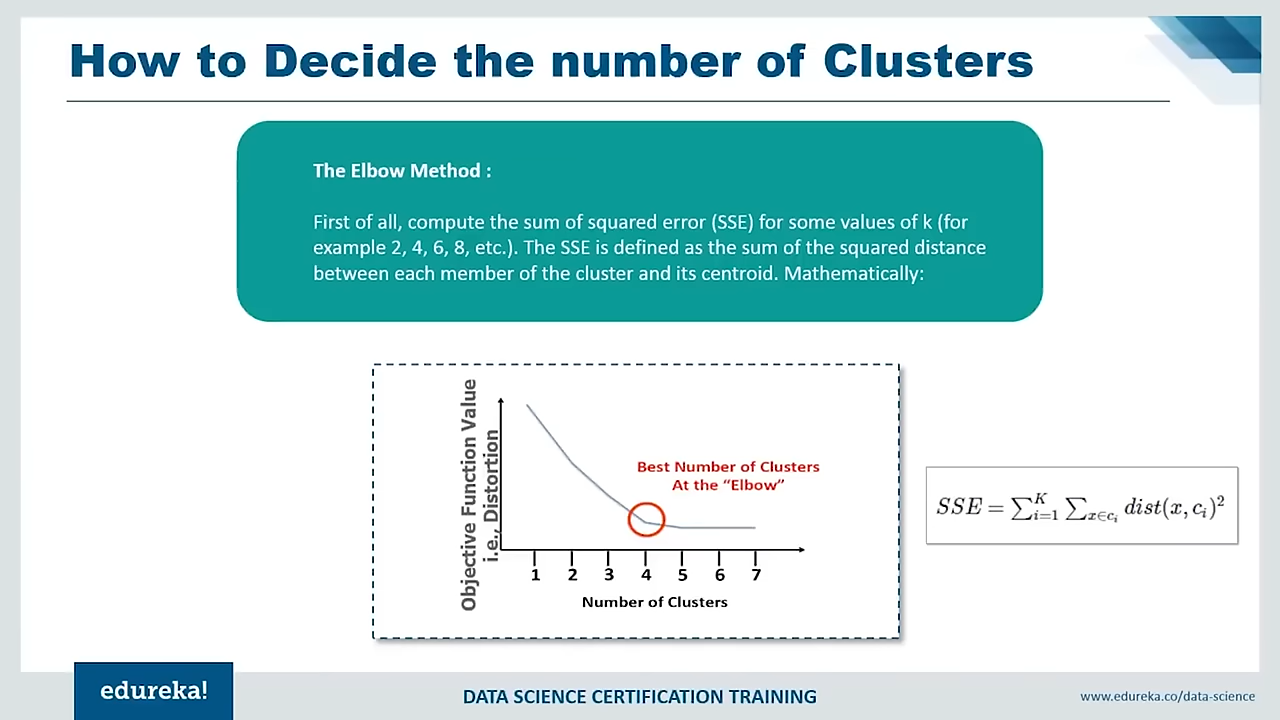 How to Decide the number of Clusters
The Elbow Method :
First of all, compute the sum of squared error (SSE) for some values of k (for
example 2, 4, 6, 8, etc.). The SSE is defined as the sum of the squared distance
between each member of the cluster and its centroid. Mathematically:
Objective Function Value
i.e., Distortion
Best Number of Clusters
At the “Elbow”
1 2 3 4 5 6 7
Number of Clusters
$SSE = \sum_{i=1}^{K} \sum_{x \in c_i} dist(x, c_i)^2$
edureka!
DATA SCIENCE CERTIFICATION TRAINING
www.edureka.co/data-science